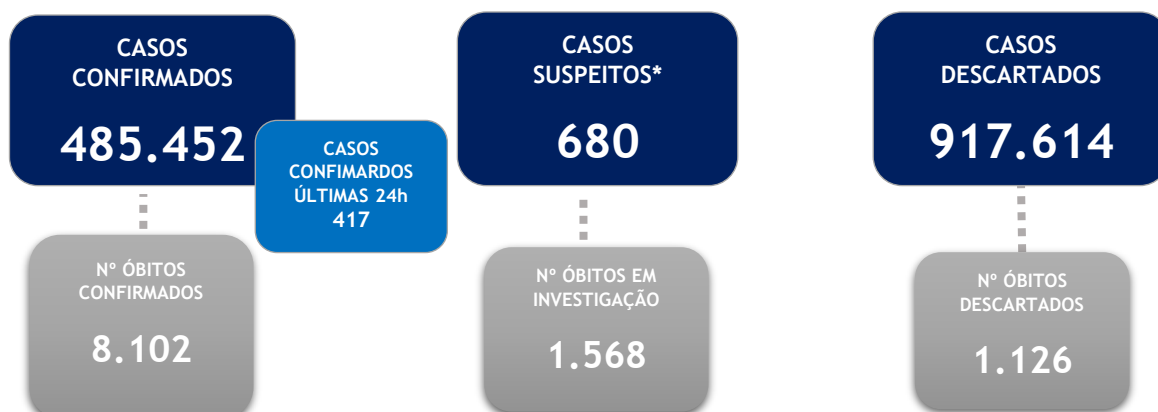 CASOS
CONFIRMADOS
485.452
CASOS
CONFIMARDOS
ÚLTIMAS 24h
417
Nº ÓBITOS
CONFIRMADOS
8.102
CASOS
SUSPEITOS*
680
Nº ÓBITOS EM
INVESTIGAÇÃO
1.568
CASOS
DESCARTADOS
917.614
Nº ÓBITOS
DESCARTADOS
1.126